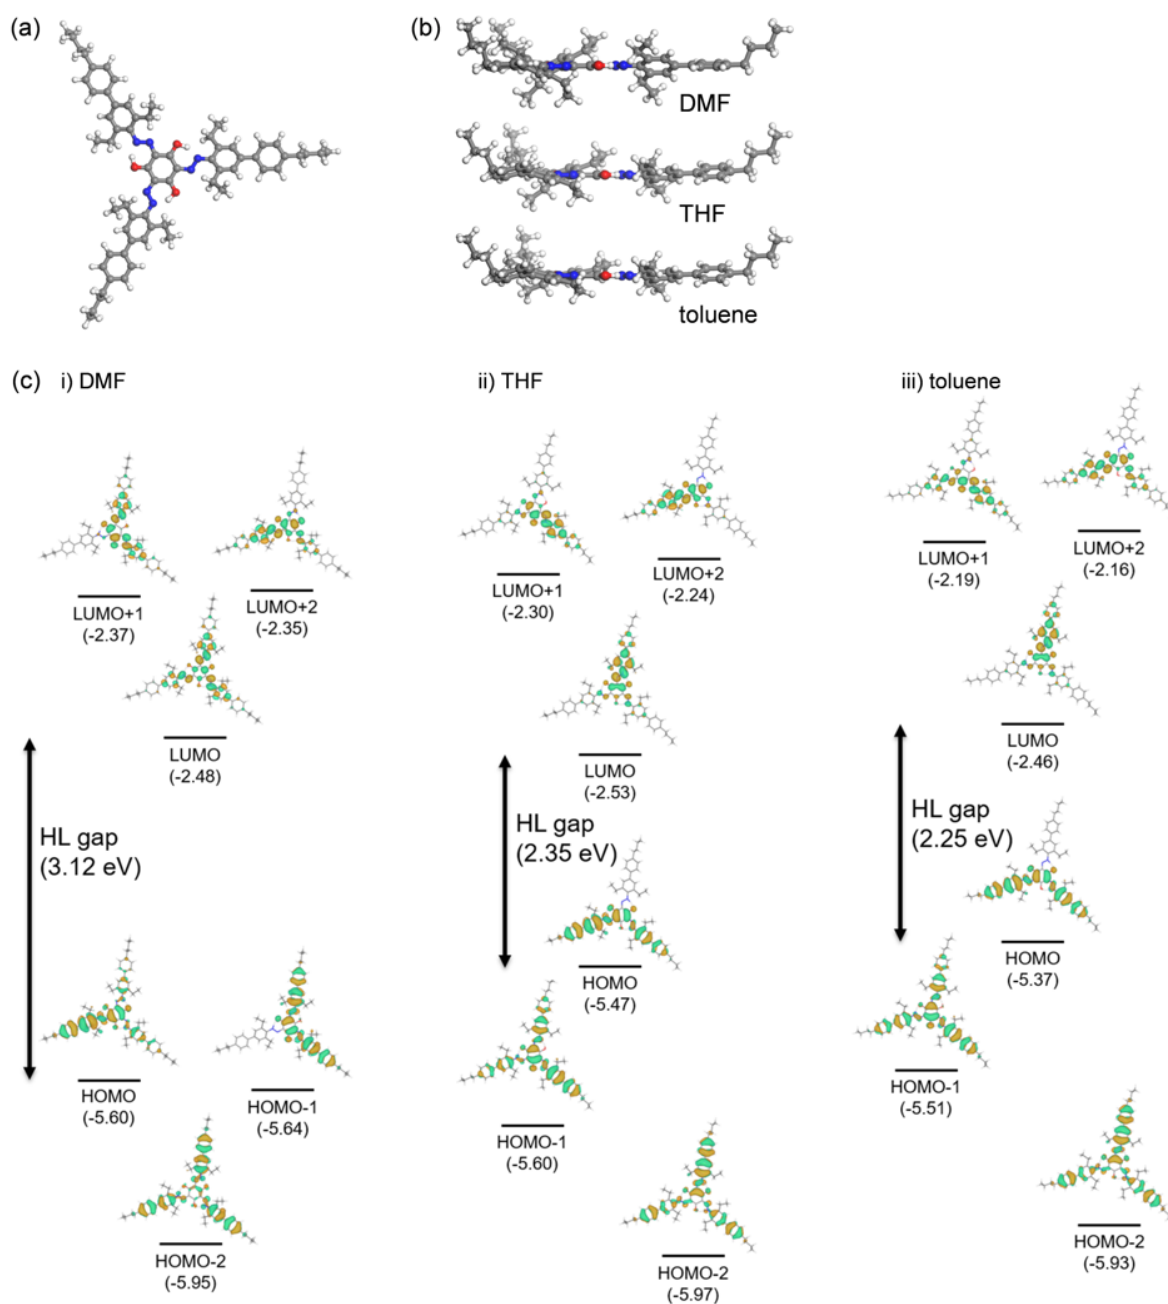 (a)
(b)
DMF
THF
toluene
(c)
i) DMF
ii) THF
iii) toluene
LUMO+1
(-2.37)
LUMO+2
(-2.35)
LUMO
(-2.48)
HL gap
(3.12 eV)
HOMO
(-5.60)
HOMO-1
(-5.64)
HOMO-2
(-5.95)
LUMO+1
(-2.30)
LUMO+2
(-2.24)
LUMO
(-2.53)
HL gap
(2.35 eV)
HOMO
(-5.47)
HOMO-1
(-5.60)
HOMO-2
(-5.97)
LUMO+1
(-2.19)
LUMO+2
(-2.16)
LUMO
(-2.46)
HL gap
(2.25 eV)
HOMO
(-5.37)
HOMO-1
(-5.51)
HOMO-2
(-5.93)